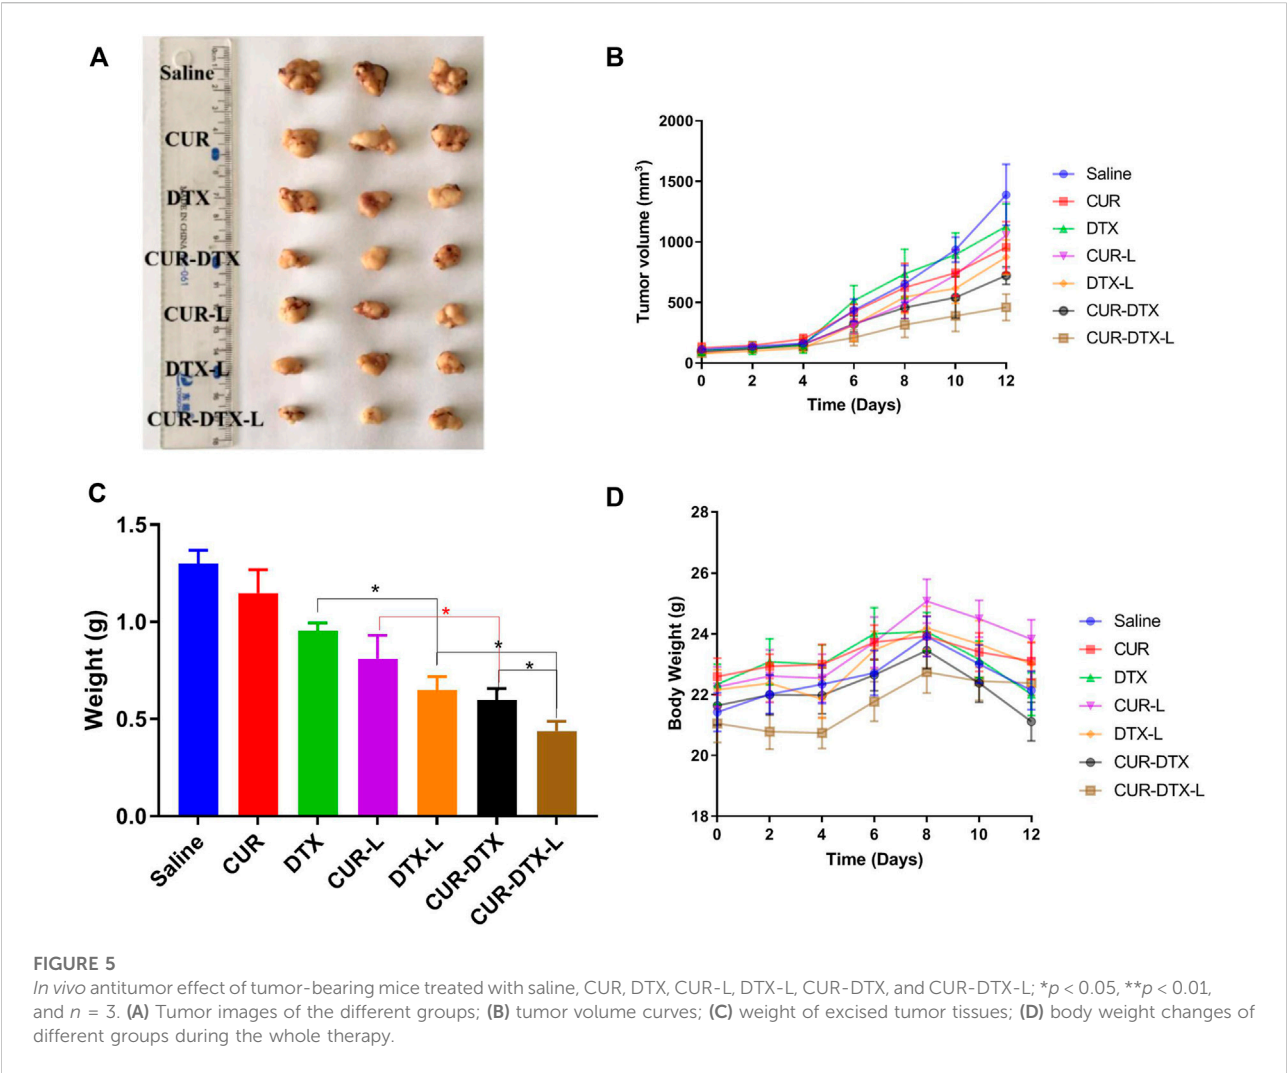 A
Saline
CUR
DTX
CUR-DTX
CUR-L
DTX-L
CUR-DTX-L
MADE IN CHINA
B
Tumor volume (mm³)
2000
1500
1000
500
0
0 2 4 6 8 10 12
Time (Days)
Saline
CUR
DTX
CUR-L
DTX-L
CUR-DTX
CUR-DTX-L
C
Weight (g)
1.5
1.0
0.5
0.0
* * * *
Saline CUR DTX CUR-L DTX-L CUR-DTX CUR-DTX-L
D
Body Weight (g)
28
26
24
22
20
18
0 2 4 6 8 10 12
Time (Days)
Saline
CUR
DTX
CUR-L
DTX-L
CUR-DTX
CUR-DTX-L
FIGURE 5
In vivo antitumor effect of tumor-bearing mice treated with saline, CUR, DTX, CUR-L, DTX-L, CUR-DTX, and CUR-DTX-L; *p < 0.05, **p < 0.01,
and n = 3. (A) Tumor images of the different groups; (B) tumor volume curves; (C) weight of excised tumor tissues; (D) body weight changes of
different groups during the whole therapy.